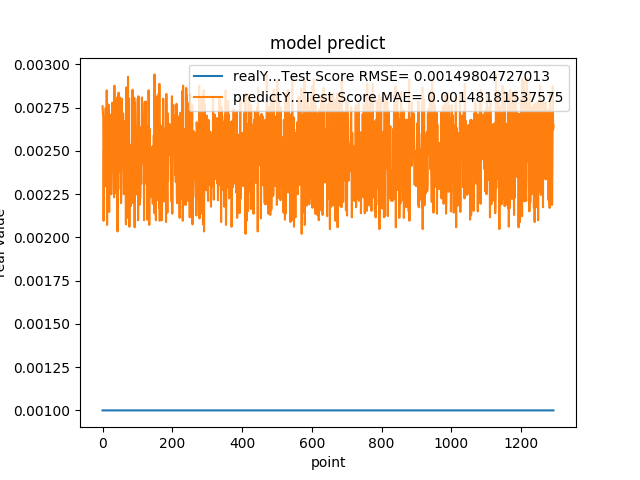 model predict
realY...Test Score RMSE= 0.00149804727013
predictY...Test Score MAE= 0.00148181537575
0.00300
0.00275
0.00250
0.00225
0.00200
0.00175
0.00150
0.00125
0.00100
real value
0 200 400 600 800 1000 1200
point